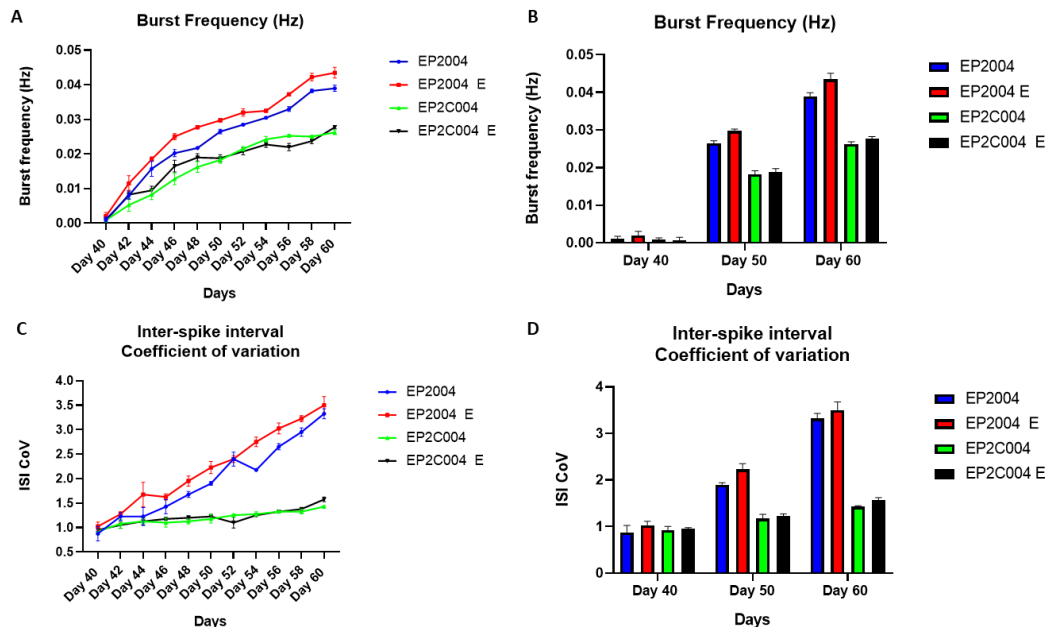 A
Burst Frequency (Hz)
Burst frequency (Hz)
0.05
0.04
0.03
0.02
0.01
0.00
Day 40
Day 42
Day 44
Day 46
Day 48
Day 50
Day 52
Day 54
Day 56
Day 58
Day 60
Days
EP2004
EP2004 E
EP2C004
EP2C004 E
B
Burst Frequency (Hz)
Burst frequency (Hz)
0.05
0.04
0.03
0.02
0.01
0.00
Day 40
Day 50
Day 60
Days
EP2004
EP2004 E
EP2C004
EP2C004 E
C
Inter-spike interval
Coefficient of variation
ISI CoV
4.0
3.5
3.0
2.5
2.0
1.5
1.0
0.5
Day 40
Day 42
Day 44
Day 46
Day 48
Day 50
Day 52
Day 54
Day 56
Day 58
Day 60
Days
EP2004
EP2004 E
EP2C004
EP2C004 E
D
Inter-spike interval
Coefficient of variation
ISI CoV
4
3
2
1
0
Day 40
Day 50
Day 60
Days
EP2004
EP2004 E
EP2C004
EP2C004 E